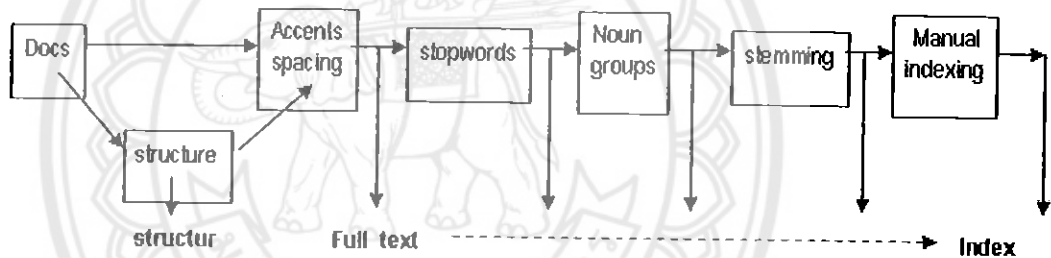 Docs
Accents
spacing
stopwords
Noun
groups
stemming
Manual
indexing
structure
structur
Full text
Index